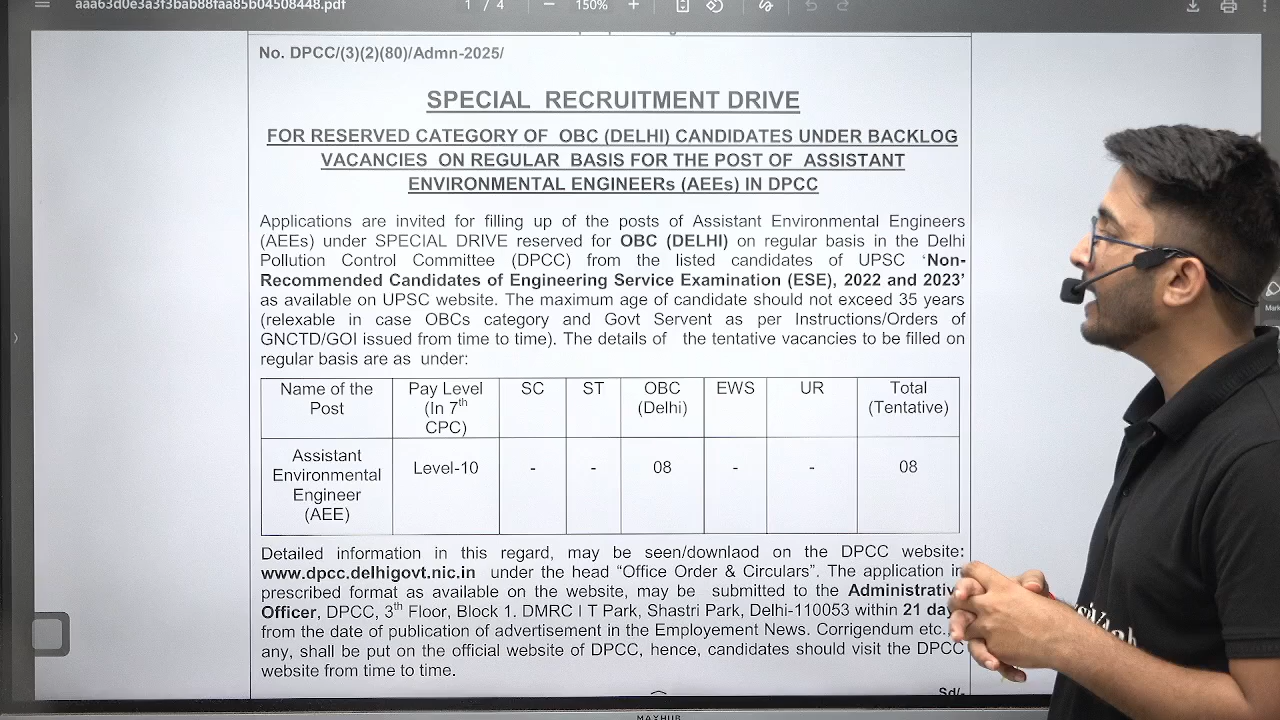 aaa63d0e3a3f3bab88faa85b04508448.pdf
1 / 4
150%
No. DPCC/(3)(2)(80)/Admn-2025/
SPECIAL RECRUITMENT DRIVE
FOR RESERVED CATEGORY OF OBC (DELHI) CANDIDATES UNDER BACKLOG
VACANCIES ON REGULAR BASIS FOR THE POST OF ASSISTANT
ENVIRONMENTAL ENGINEERs (AEEs) IN DPCC
Applications are invited for filling up of the posts of Assistant Environmental Engineers
(AEEs) under SPECIAL DRIVE reserved for OBC (DELHI) on regular basis in the Delhi
Pollution Control Committee (DPCC) from the listed candidates of UPSC 'Non-
Recommended Candidates of Engineering Service Examination (ESE), 2022 and 2023'
as available on UPSC website. The maximum age of candidate should not exceed 35 years
(relexable in case OBCs category and Govt Servent as per Instructions/Orders of
GNCTD/GOI issued from time to time). The details of the tentative vacancies to be filled on
regular basis are as under:
Name of the Post
Pay Level (In 7th CPC)
SC
ST
OBC (Delhi)
EWS
UR
Total (Tentative)
Assistant Environmental Engineer (AEE)
Level-10
-
-
08
-
-
08
Detailed information in this regard, may be seen/downlaod on the DPCC website:
www.dpcc.delhigovt.nic.in under the head "Office Order & Circulars". The application in
prescribed format as available on the website, may be submitted to the Administrativ
Officer, DPCC, 3th Floor, Block 1. DMRC I T Park, Shastri Park, Delhi-110053 within 21 day
from the date of publication of advertisement in the Employement News. Corrigendum etc.,
any, shall be put on the official website of DPCC, hence, candidates should visit the DPCC
website from time to time.
Sd/-
Mark
MAXHUB